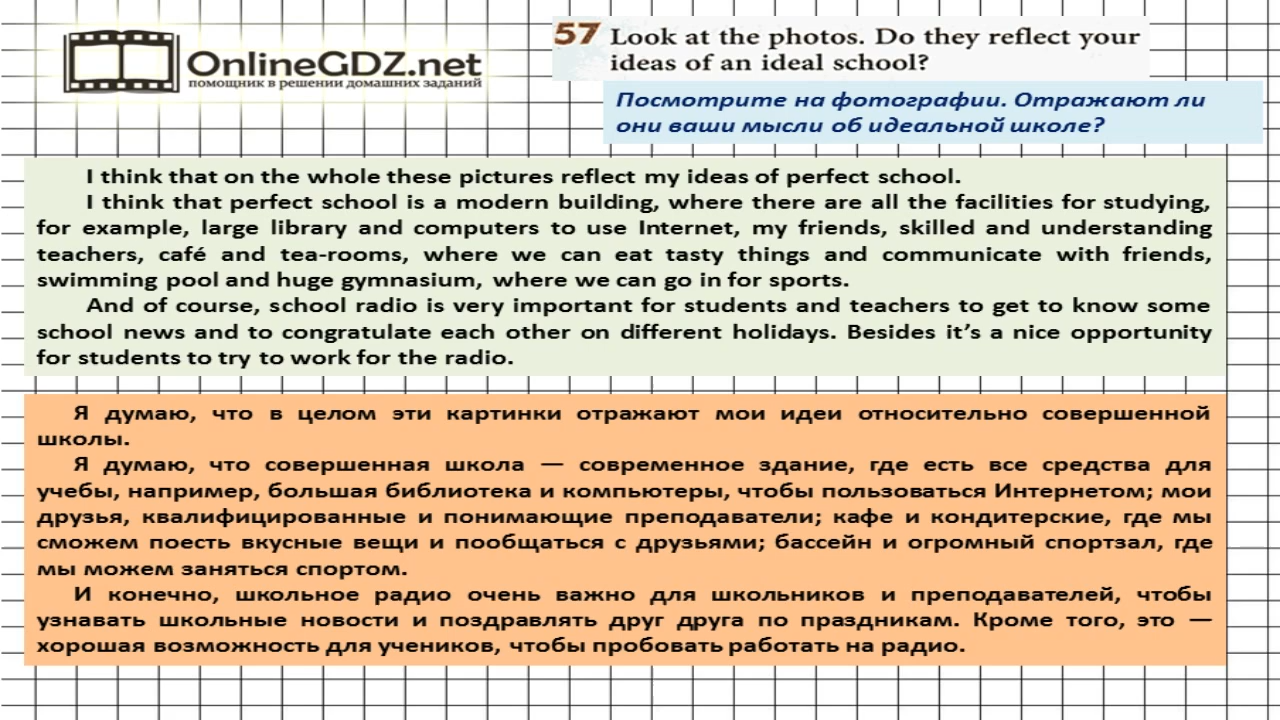 OnlineGDZ.net
помощник в решении домашних заданий
57 Look at the photos. Do they reflect your
ideas of an ideal school?
Посмотрите на фотографии. Отражают ли
они ваши мысли об идеальной школе?
I think that on the whole these pictures reflect my ideas of perfect school.
I think that perfect school is a modern building, where there are all the facilities for studying,
for example, large library and computers to use Internet, my friends, skilled and understanding
teachers, café and tea-rooms, where we can eat tasty things and communicate with friends,
swimming pool and huge gymnasium, where we can go in for sports.
And of course, school radio is very important for students and teachers to get to know some
school news and to congratulate each other on different holidays. Besides it’s a nice opportunity
for students to try to work for the radio.
Я думаю, что в целом эти картинки отражают мои идеи относительно совершенной
школы.
Я думаю, что совершенная школа — современное здание, где есть все средства для
учебы, например, большая библиотека и компьютеры, чтобы пользоваться Интернетом; мои
друзья, квалифицированные и понимающие преподаватели; кафе и кондитерские, где мы
сможем поесть вкусные вещи и пообщаться с друзьями; бассейн и огромный спортзал, где
мы можем заняться спортом.
И конечно, школьное радио очень важно для школьников и преподавателей, чтобы
узнавать школьные новости и поздравлять друг друга по праздникам. Кроме того, это —
хорошая возможность для учеников, чтобы пробовать работать на радио.